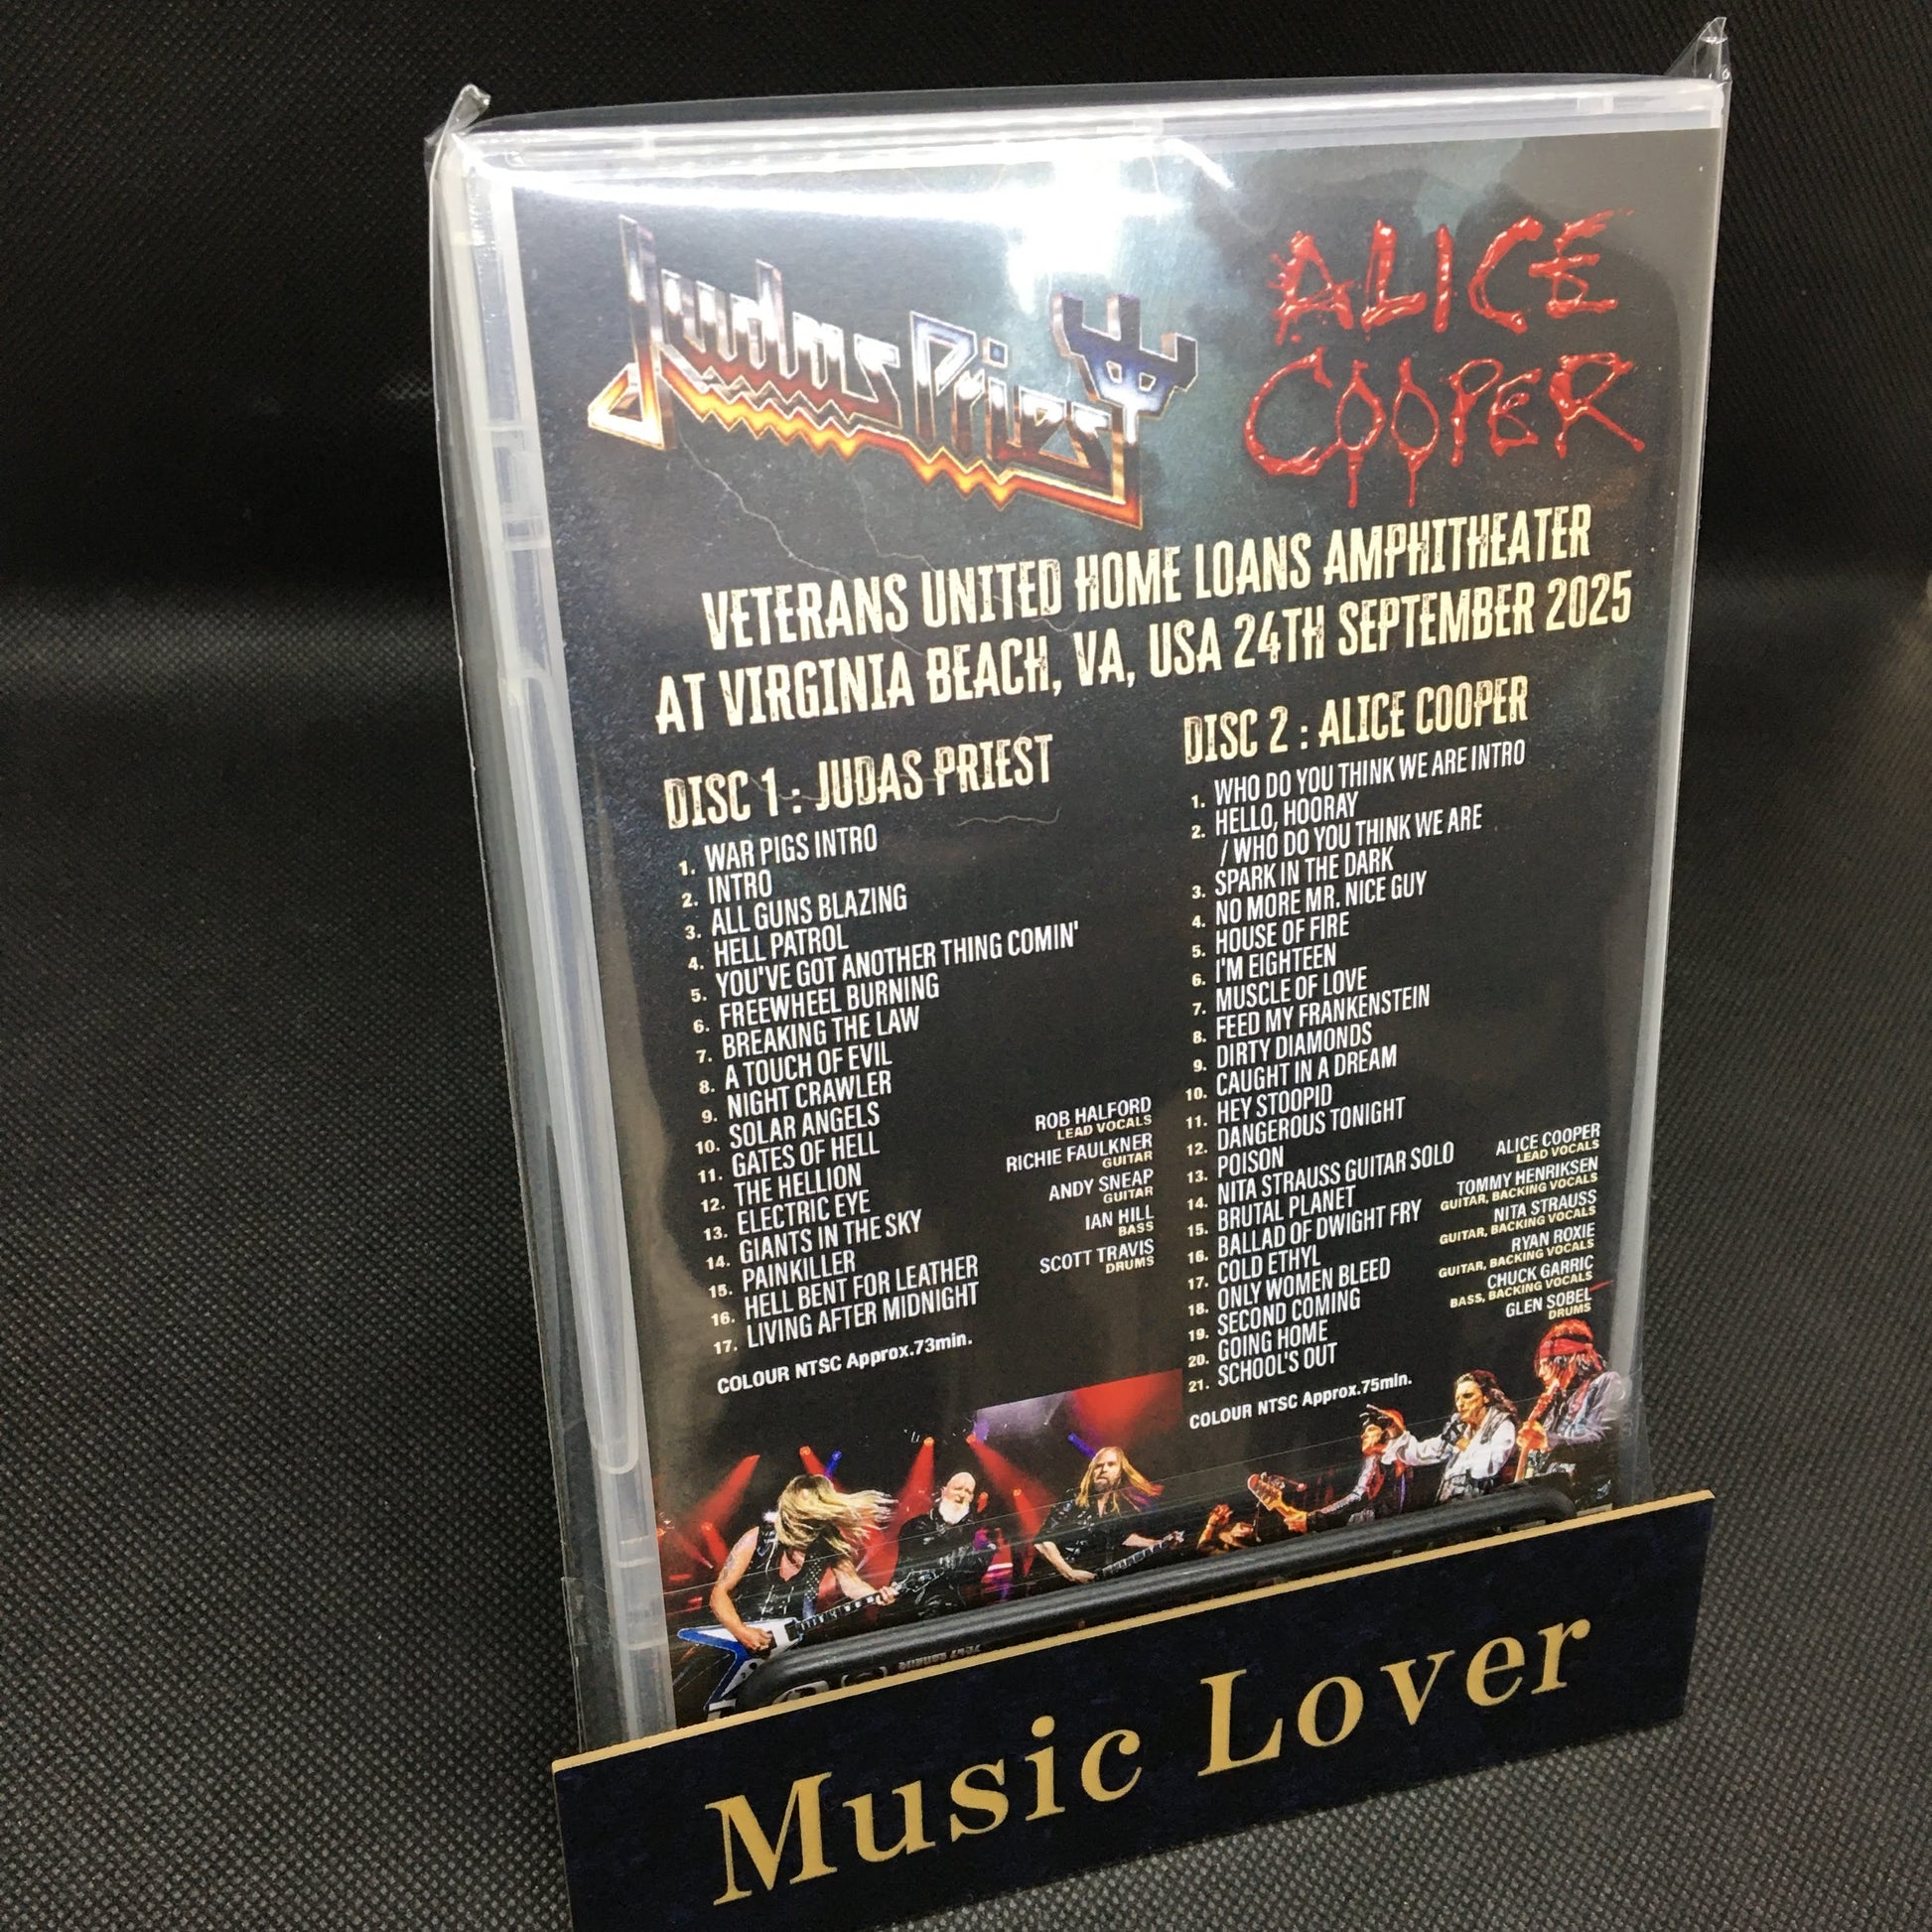 Judas Priest
ALICE
COOPER
VETERANS UNITED HOME LOANS AMPHITHEATER
AT VIRGINIA BEACH, VA, USA 24TH SEPTEMBER 2025
DISC 1 : JUDAS PRIEST
1. WAR PIGS INTRO
2. INTRO
3. ALL GUNS BLAZING
4. HELL PATROL
5. YOU'VE GOT ANOTHER THING COMIN'
6. FREEWHEEL BURNING
7. BREAKING THE LAW
8. A TOUCH OF EVIL
9. NIGHT CRAWLER
10. SOLAR ANGELS
11. GATES OF HELL
12. THE HELLION
13. ELECTRIC EYE
14. GIANTS IN THE SKY
15. PAINKILLER
16. HELL BENT FOR LEATHER
17. LIVING AFTER MIDNIGHT
COLOUR NTSC Approx.73min.
ROB HALFORD
LEAD VOCALS
RICHIE FAULKNER
GUITAR
ANDY SNEAP
GUITAR
IAN HILL
BASS
SCOTT TRAVIS
DRUMS
DISC 2 : ALICE COOPER
1. WHO DO YOU THINK WE ARE INTRO
2. HELLO, HOORAY
/ WHO DO YOU THINK WE ARE
3. SPARK IN THE DARK
4. NO MORE MR. NICE GUY
5. HOUSE OF FIRE
6. I'M EIGHTEEN
7. MUSCLE OF LOVE
8. FEED MY FRANKENSTEIN
9. DIRTY DIAMONDS
10. CAUGHT IN A DREAM
11. HEY STOOPID
12. DANGEROUS TONIGHT
13. POISON
14. NITA STRAUSS GUITAR SOLO
15. BRUTAL PLANET
16. BALLAD OF DWIGHT FRY
17. COLD ETHYL
18. ONLY WOMEN BLEED
19. SECOND COMING
20. GOING HOME
21. SCHOOL'S OUT
COLOUR NTSC Approx.75min.
ALICE COOPER
LEAD VOCALS
TOMMY HENRIKSEN
GUITAR, BACKING VOCALS
NITA STRAUSS
GUITAR, BACKING VOCALS
RYAN ROXIE
GUITAR, BACKING VOCALS
CHUCK GARRIC
BASS, BACKING VOCALS
GLEN SOBEL
DRUMS
Music Lover